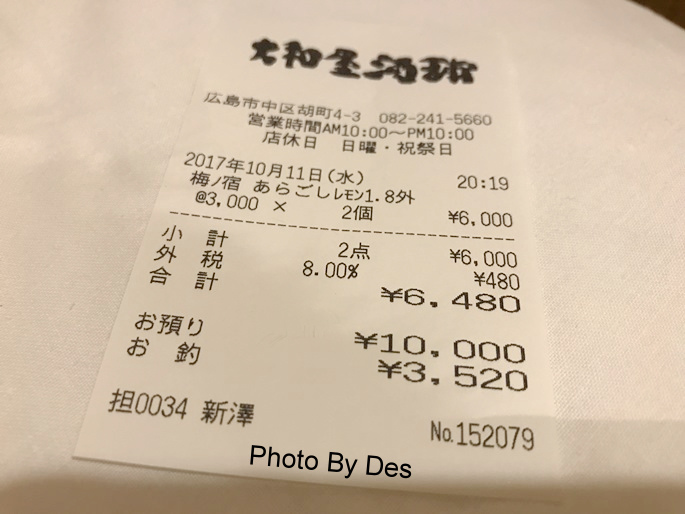 大和屋酒舗
広島市中区胡町4-3 082-241-5660
営業時間AM10:00〜PM10:00
店休日 日曜・祝祭日
2017年10月11日(水) 20:19
梅ノ宿 あらごしレモン1.8外
@3,000 × 2個 ¥6,000
小 計 2点 ¥6,000
外 税 8.00% ¥480
合 計 ¥6,480
お預り ¥10,000
お 釣 ¥3,520
担0034 新澤 No.152079
Photo By Des